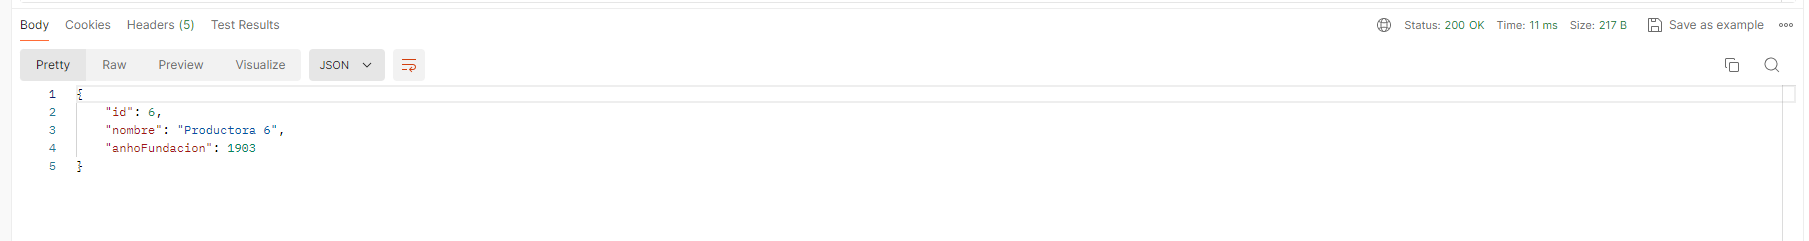 Body Cookies Headers (5) Test Results Status: 200 OK Time: 11 ms Size: 217 B Save as example
Pretty Raw Preview Visualize JSON
1 {
2 "id": 6,
3 "nombre": "Productora 6",
4 "anhoFundacion": 1903
5 }